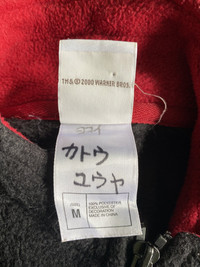 TM & © 2000 WARNER BROS.
カトウ
ユウヤ
M
100% POLYESTER
EXCLUSIVE OF
DECORATION
MADE IN CHINA